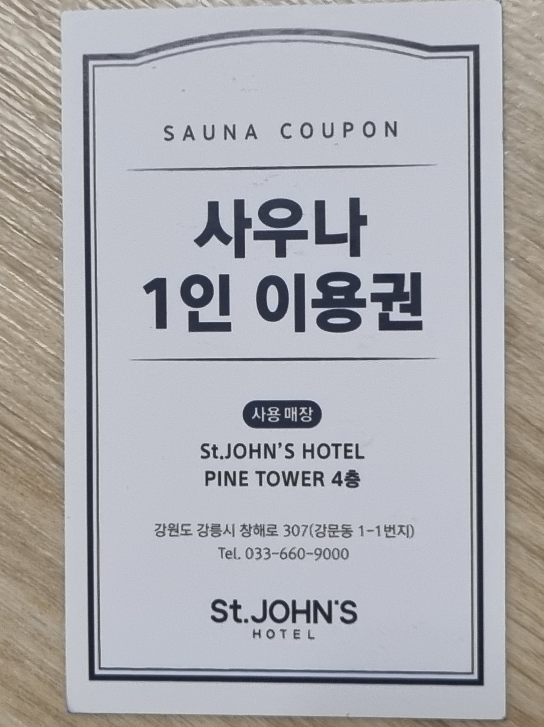 SAUNA COUPON
사우나
1인 이용권
사용매장
St.JOHN'S HOTEL
PINE TOWER 4층
강원도 강릉시 창해로 307(강문동 1-1번지)
Tel. 033-660-9000
St.JOHN'S
HOTEL